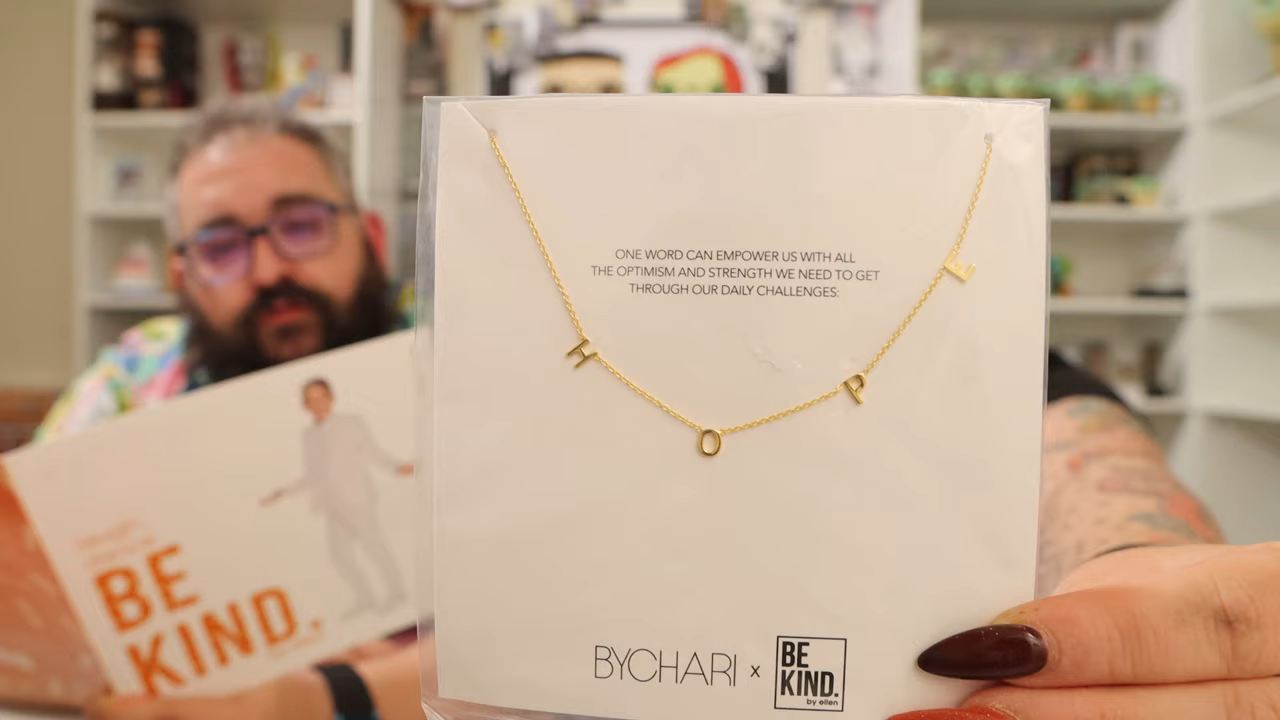 ONE WORD CAN EMPOWER US WITH ALL
THE OPTIMISM AND STRENGTH WE NEED TO GET
THROUGH OUR DAILY CHALLENGES:
H O P E
BYCHARI x
BE
KIND.
by ellen
BE
KIND.